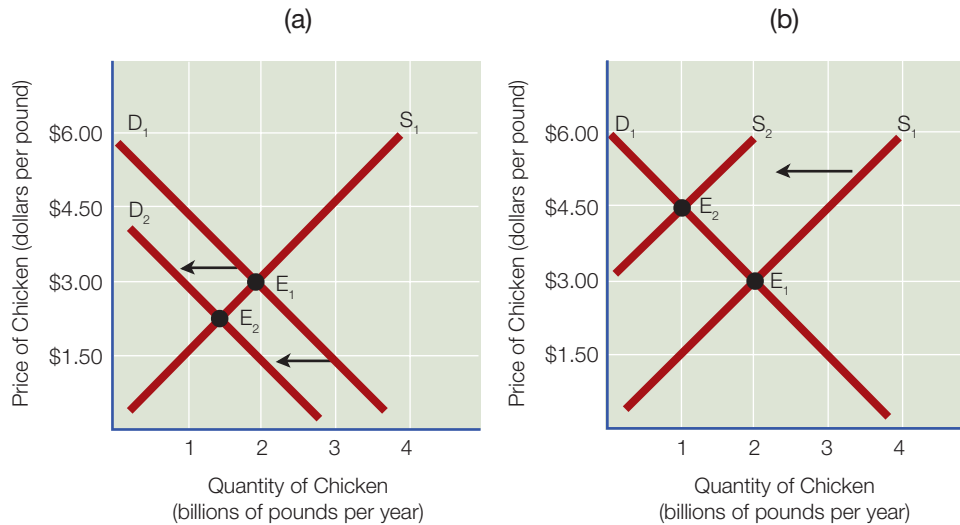 (a)
Price of Chicken (dollars per pound)
$6.00
$4.50
$3.00
$1.50
D1
D2
S1
E1
E2
1 2 3 4
Quantity of Chicken
(billions of pounds per year)
(b)
Price of Chicken (dollars per pound)
$6.00
$4.50
$3.00
$1.50
D1
S2
S1
E2
E1
1 2 3 4
Quantity of Chicken
(billions of pounds per year)